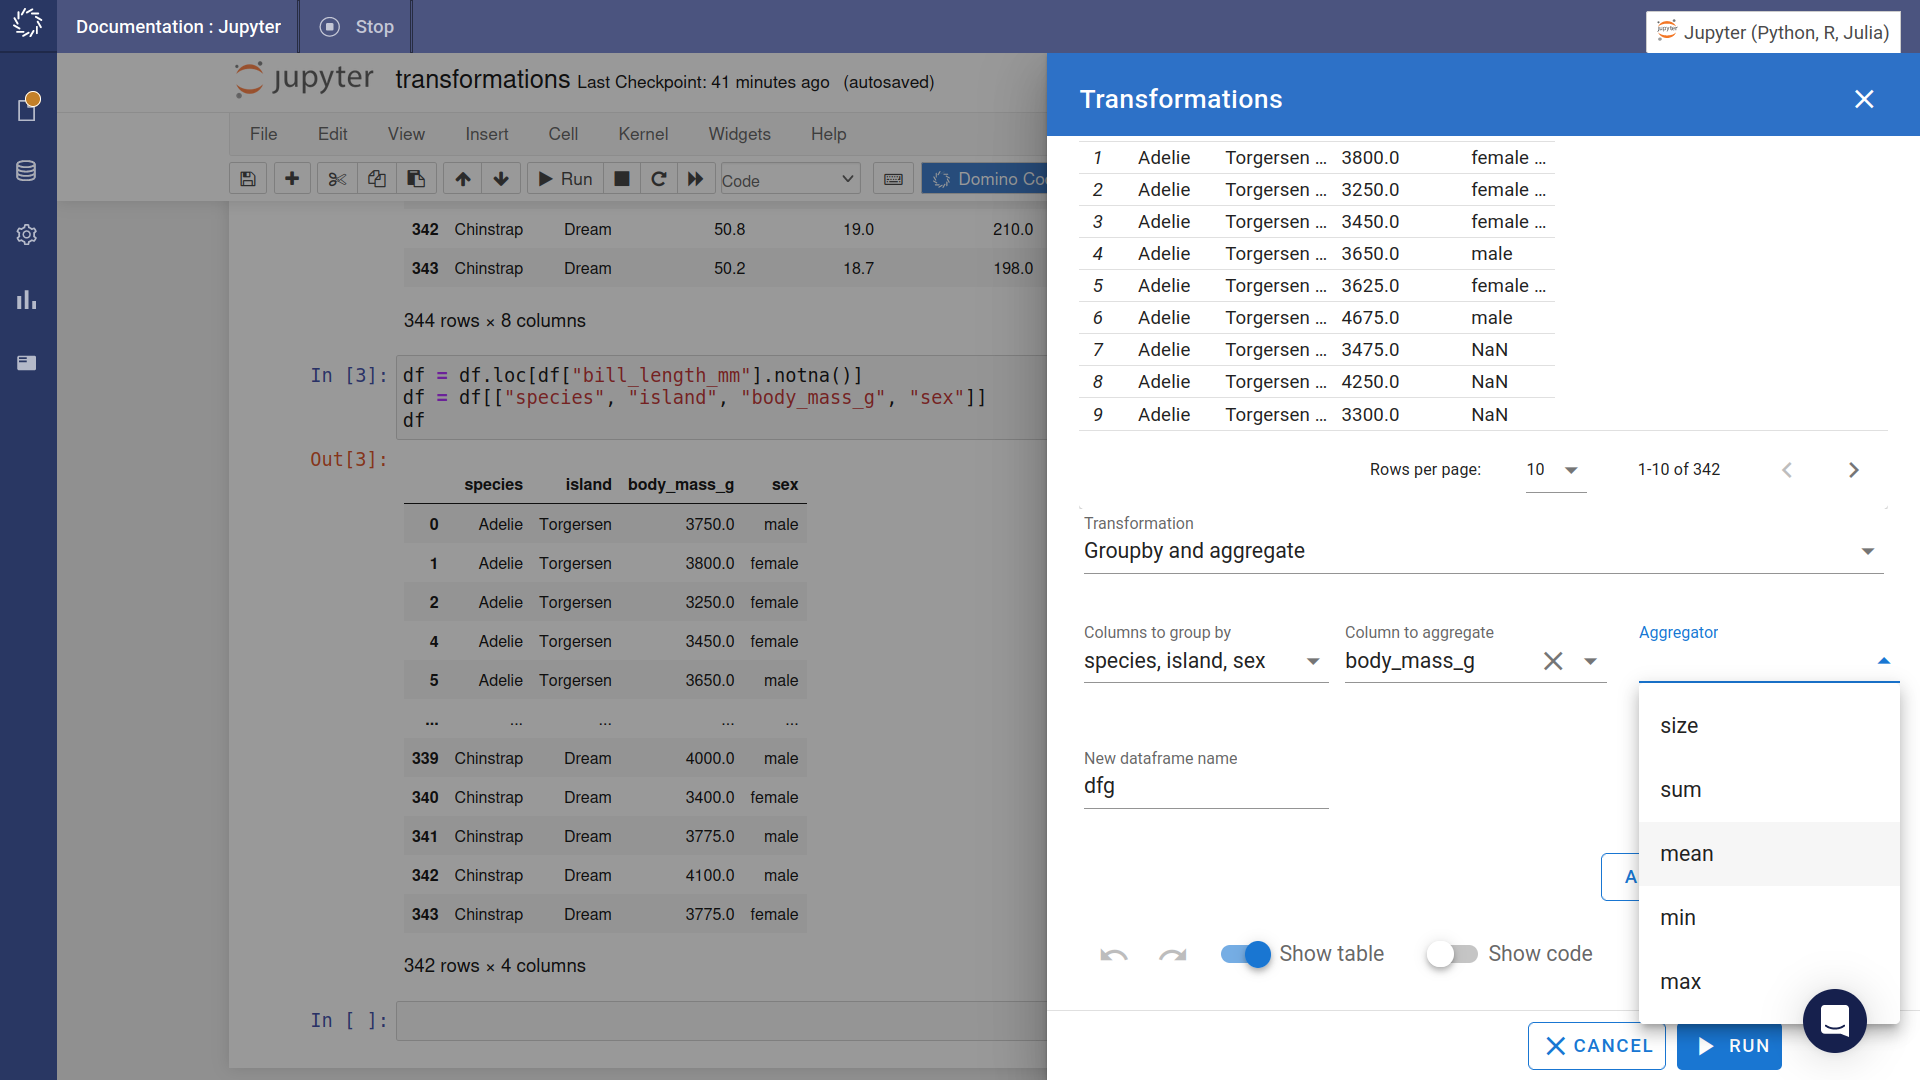 Documentation : Jupyter
Stop
Jupyter (Python, R, Julia)
jupyter transformations Last Checkpoint: 41 minutes ago (autosaved)
File Edit View Insert Cell Kernel Widgets Help
Run Code Domino Co
342 Chinstrap Dream 50.8 19.0 210.0
343 Chinstrap Dream 50.2 18.7 198.0
344 rows × 8 columns
In [3]: df = df.loc[df["bill_length_mm"].notna()]
df = df[["species", "island", "body_mass_g", "sex"]]
df
Out[3]:
species island body_mass_g sex
0 Adelie Torgersen 3750.0 male
1 Adelie Torgersen 3800.0 female
2 Adelie Torgersen 3250.0 female
4 Adelie Torgersen 3450.0 female
5 Adelie Torgersen 3650.0 male
... ... ... ... ...
339 Chinstrap Dream 4000.0 male
340 Chinstrap Dream 3400.0 female
341 Chinstrap Dream 3775.0 male
342 Chinstrap Dream 4100.0 male
343 Chinstrap Dream 3775.0 female
342 rows × 4 columns
In [ ]:
Transformations
1 Adelie Torgersen ... 3800.0 female ...
2 Adelie Torgersen ... 3250.0 female ...
3 Adelie Torgersen ... 3450.0 female ...
4 Adelie Torgersen ... 3650.0 male
5 Adelie Torgersen ... 3625.0 female ...
6 Adelie Torgersen ... 4675.0 male
7 Adelie Torgersen ... 3475.0 NaN
8 Adelie Torgersen ... 4250.0 NaN
9 Adelie Torgersen ... 3300.0 NaN
Rows per page: 10 1-10 of 342
Transformation
Groupby and aggregate
Columns to group by Column to aggregate Aggregator
species, island, sex body_mass_g
size
sum
mean
min
max
New dataframe name
dfg
A
Show table Show code
CANCEL RUN